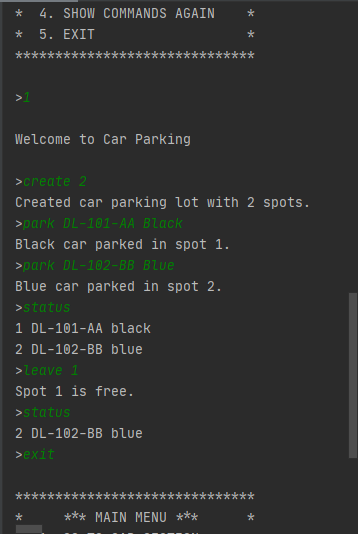 *  4. SHOW COMMANDS AGAIN    *
*  5. EXIT                   *
******************************
>1
Welcome to Car Parking
>create 2
Created car parking lot with 2 spots.
>park DL-101-AA Black
Black car parked in spot 1.
>park DL-102-BB Blue
Blue car parked in spot 2.
>status
1 DL-101-AA black
2 DL-102-BB blue
>leave 1
Spot 1 is free.
>status
2 DL-102-BB blue
>exit
******************************
*     *** MAIN MENU ***      *